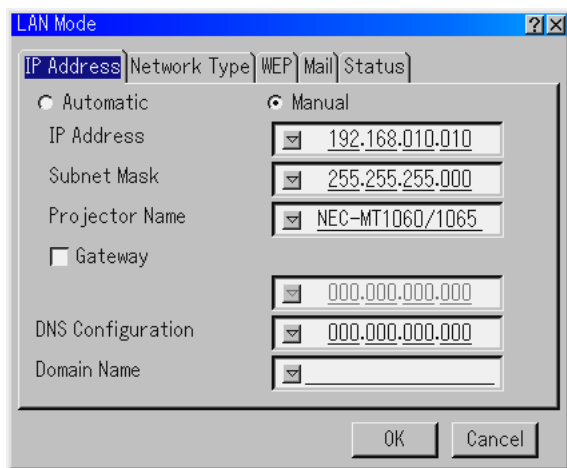 LAN Mode ? X
IP Address Network Type WEP Mail Status
Automatic Manual
IP Address 192.168.010.010
Subnet Mask 255.255.255.000
Projector Name NEC-MT1060/1065
Gateway
000.000.000.000
DNS Configuration 000.000.000.000
Domain Name
OK Cancel